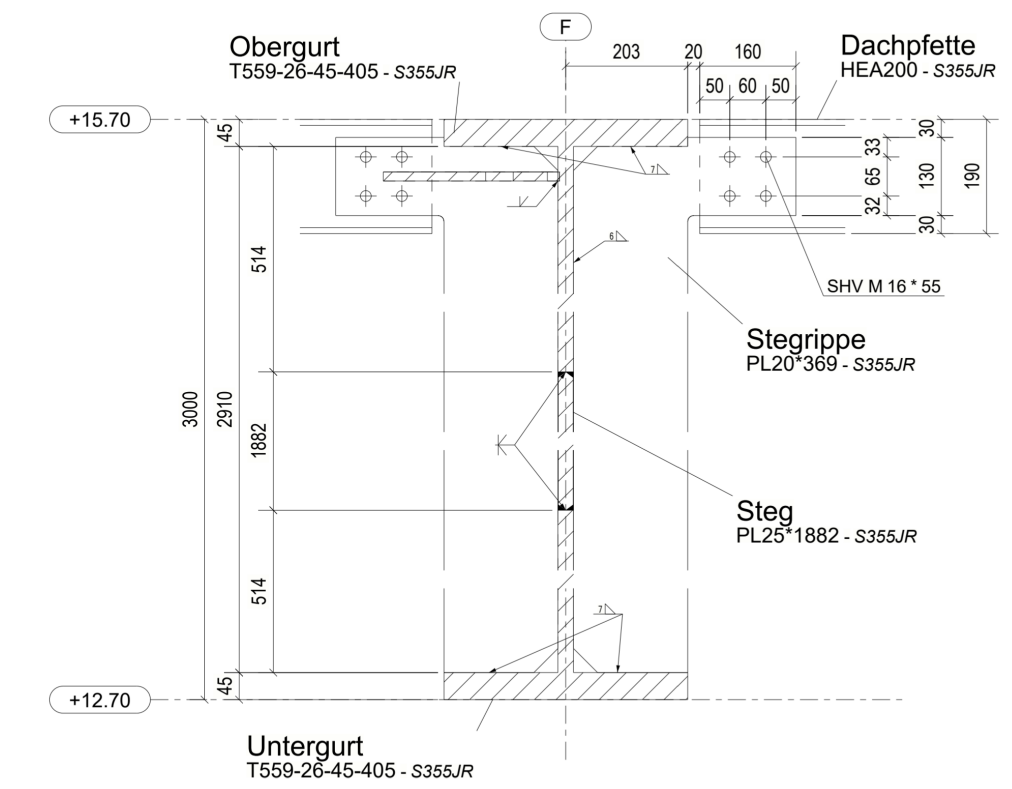 F
Obergurt
T559-26-45-405 - S355JR
203
20
160
Dachpfette
HEA200 - S355JR
50
60
50
+15.70
45
30
33
65
32
130
30
190
7
6
514
SHV M 16 * 55
Stegrippe
PL20*369 - S355JR
3000
2910
1882
Steg
PL25*1882 - S355JR
514
7
45
+12.70
Untergurt
T559-26-45-405 - S355JR